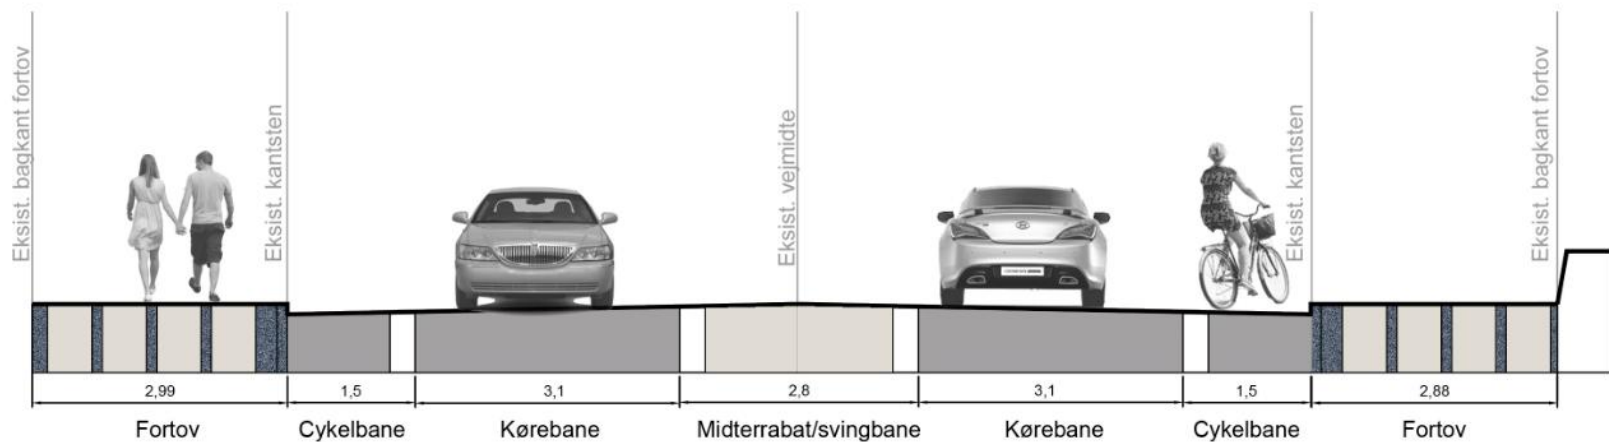 Eksist. bagkant fortov
Eksist. kantsten
Eksist. vejmidte
Eksist. kantsten
Eksist. bagkant fortov
2,99
1,5
3,1
2,8
3,1
1,5
2,88
Fortov
Cykelbane
Kørebane
Midterrabat/svingbane
Kørebane
Cykelbane
Fortov